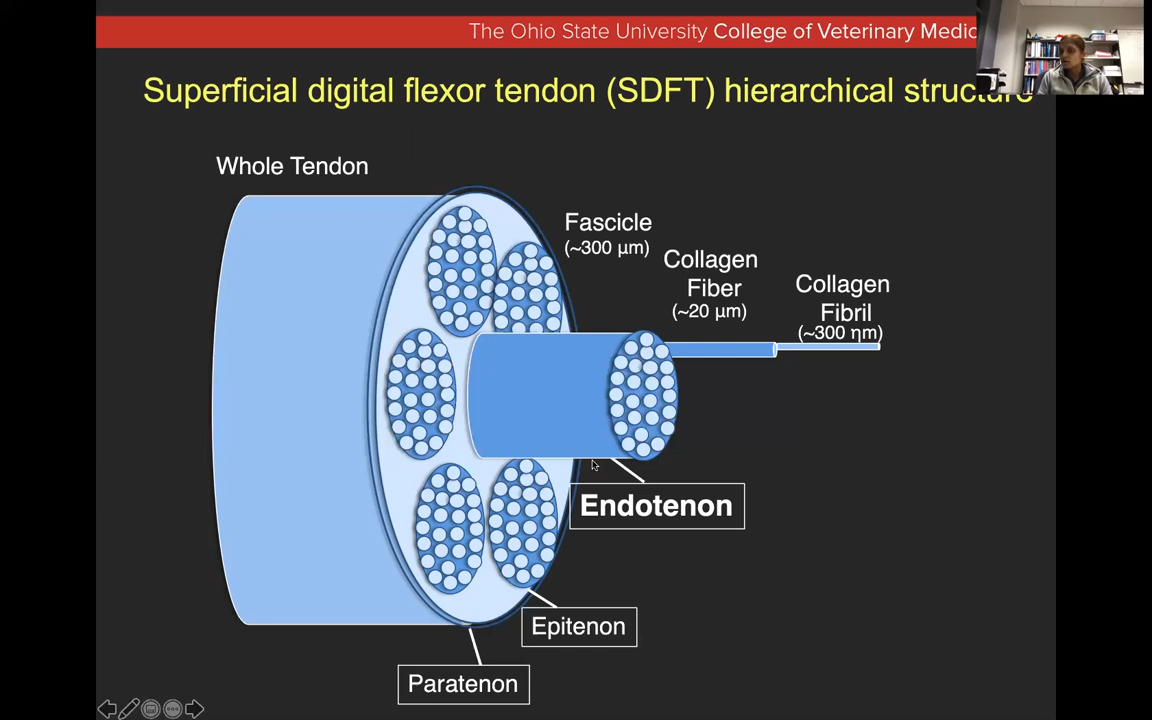 The Ohio State University College of Veterinary Medic
Superficial digital flexor tendon (SDFT) hierarchical structure
Whole Tendon
Fascicle
(~300 µm)
Collagen
Fiber
(~20 µm)
Collagen
Fibril
(~300 ηm)
Endotenon
Epitenon
Paratenon